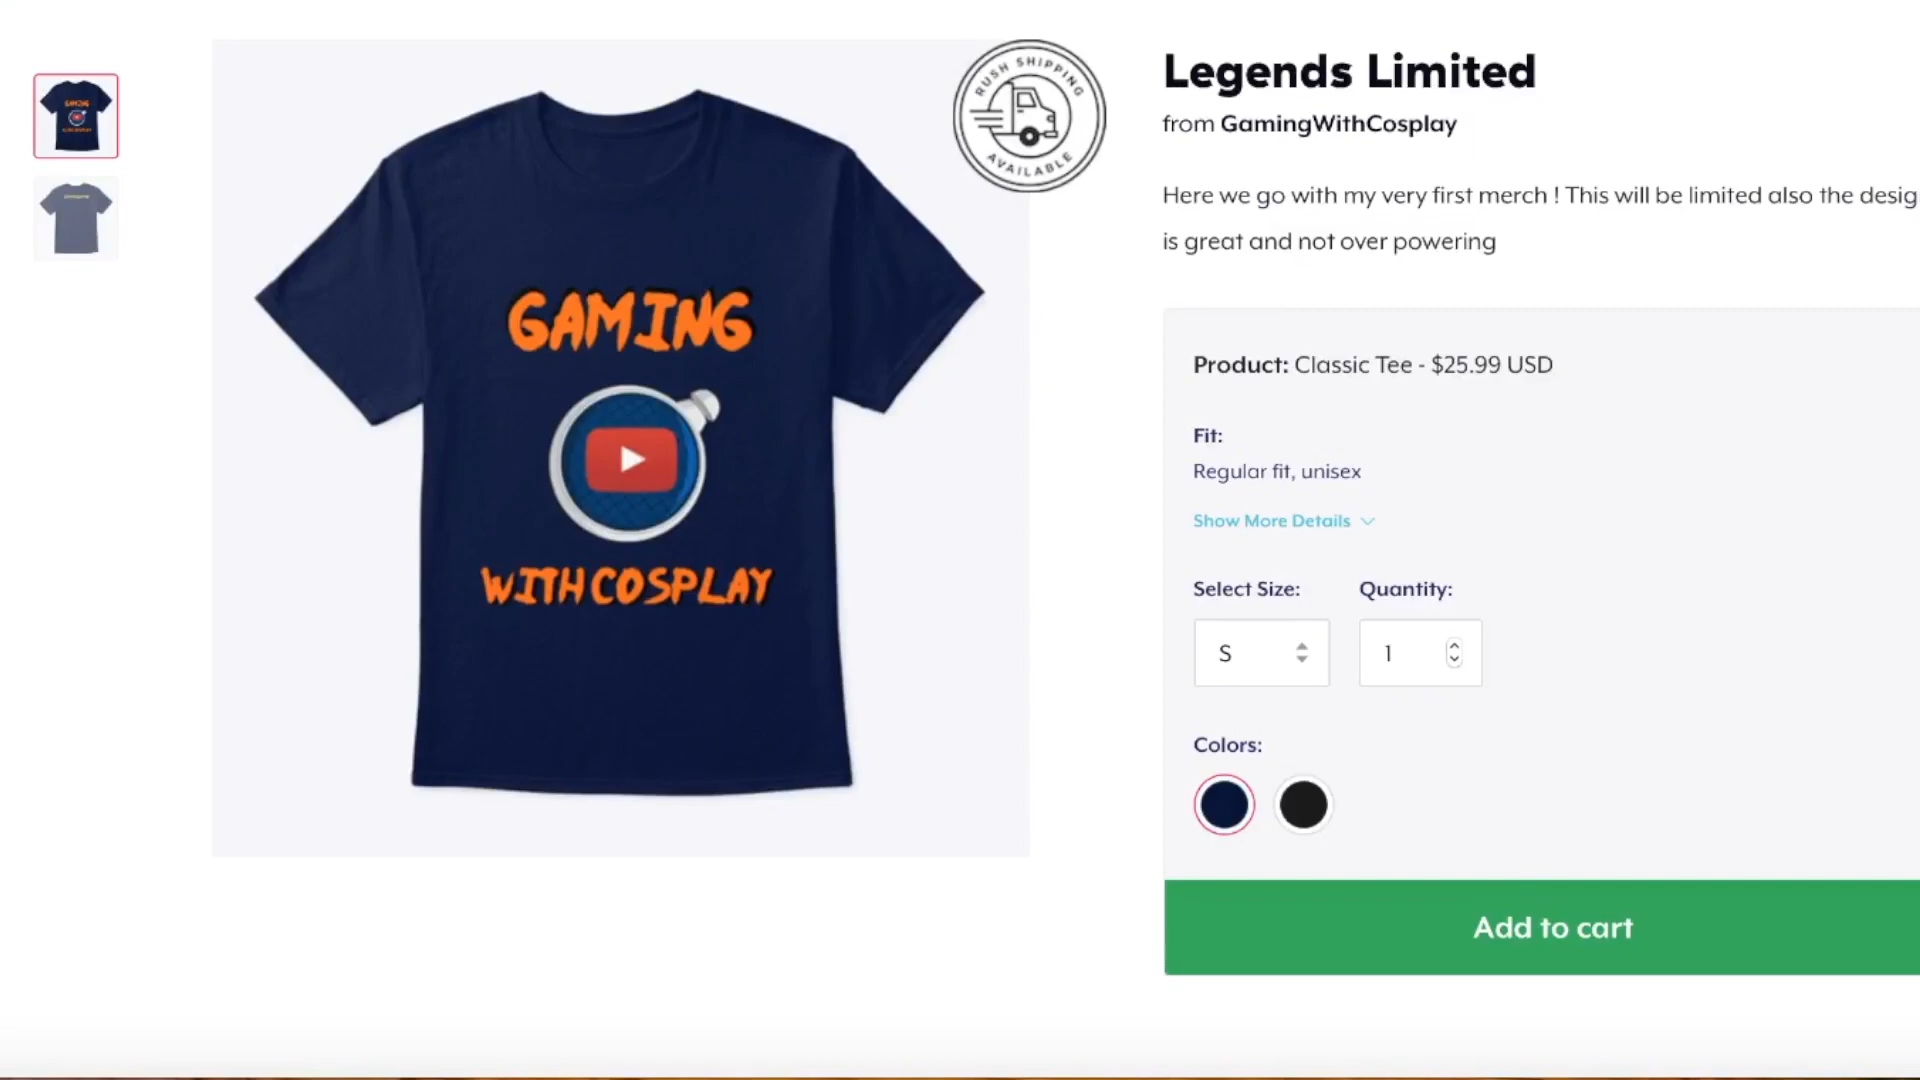 RUSH SHIPPING
AVAILABLE
GAMING
WITH COSPLAY
Legends Limited
from GamingWithCosplay
Here we go with my very first merch ! This will be limited also the desig
is great and not over powering
Product: Classic Tee - $25.99 USD
Fit:
Regular fit, unisex
Show More Details
Select Size: Quantity:
S 1
Colors:
Add to cart